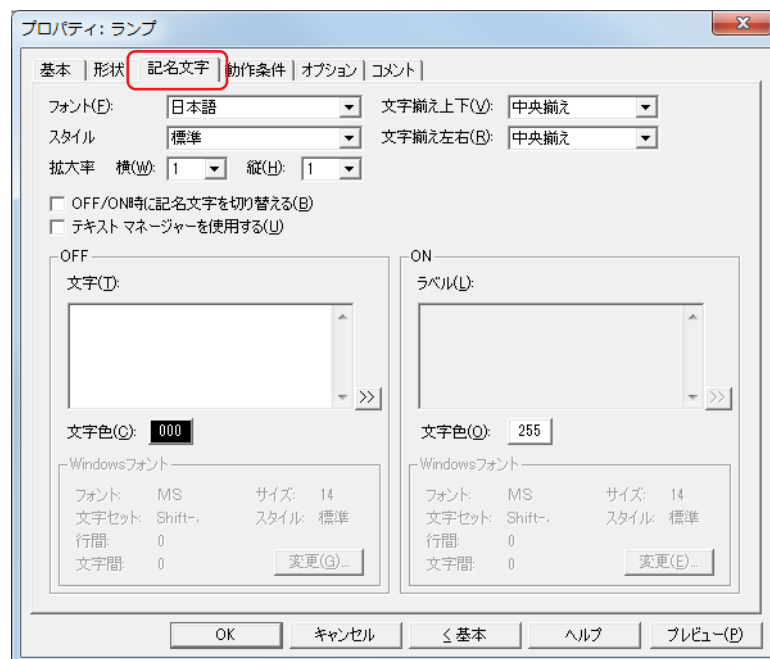 プロパティ: ランプ
基本 形状 記名文字 動作条件 オプション コメント
フォント(F): 日本語 文字揃え上下(V): 中央揃え
スタイル 標準 文字揃え左右(R): 中央揃え
拡大率 横(W): 1 縦(H): 1
OFF/ON時に記名文字を切り替える(B)
テキスト マネージャーを使用する(U)
OFF ON
文字(T): ラベル(L):
>> >>
文字色(C): 000 文字色(O): 255
Windowsフォント Windowsフォント
フォント: MS サイズ: 14 フォント: MS サイズ: 14
文字セット: Shift-. スタイル: 標準 文字セット: Shift-. スタイル: 標準
行間: 0 行間: 0
文字間: 0 変更(G)... 文字間: 0 変更(E)...
OK キャンセル < 基本 ヘルプ プレビュー(P)